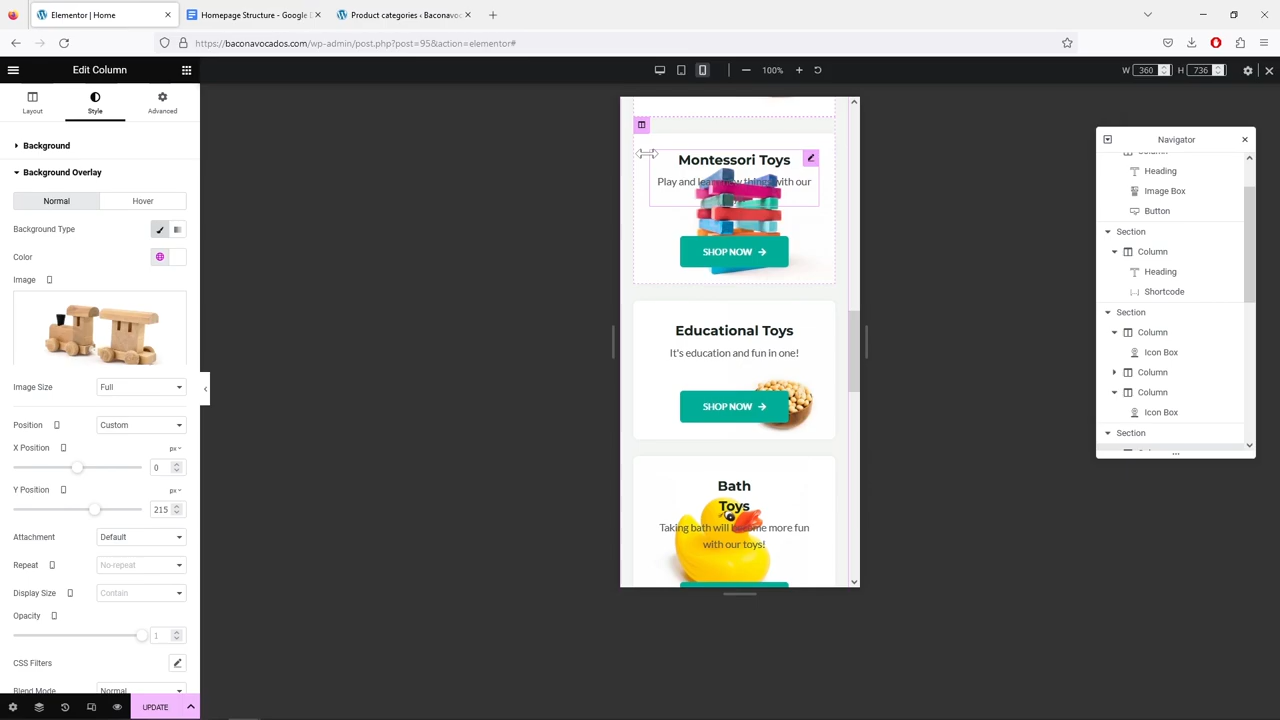 Elementor | Home
Homepage Structure - Google D
Product categories ‹ Baconavocados
https://baconavocados.com/wp-admin/post.php?post=95&action=elementor#
Edit Column
100%
W 360 H 736
Layout
Style
Advanced
Background
Background Overlay
Normal
Hover
Background Type
Color
Image
Image Size
Full
Position
Custom
X Position
px
0
Y Position
px
215
Attachment
Default
Repeat
No-repeat
Display Size
Contain
Opacity
1
CSS Filters
Blend Mode
Normal
UPDATE
Montessori Toys
Play and learn new things with our
SHOP NOW
Educational Toys
It's education and fun in one!
SHOP NOW
Bath
Toys
Taking bath will become more fun
with our toys!
Navigator
Column
Heading
Image Box
Button
Section
Column
Heading
Shortcode
Section
Column
Icon Box
Column
Column
Icon Box
Section